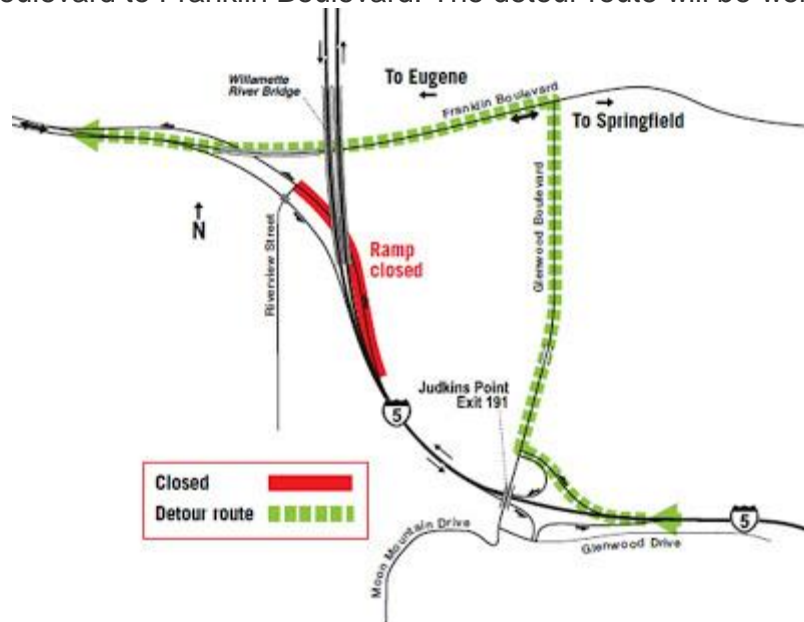 oulevard to Franklin Boulevard. The detour route will be
Willamette
River Bridge
To Eugene
Franklin Boulevard
To Springfield
N
Riverview Street
Ramp
closed
Glenwood Boulevard
Judkins Point
Exit 191
5
Closed
Detour route
Moon Mountain Drive
Glenwood Drive
5